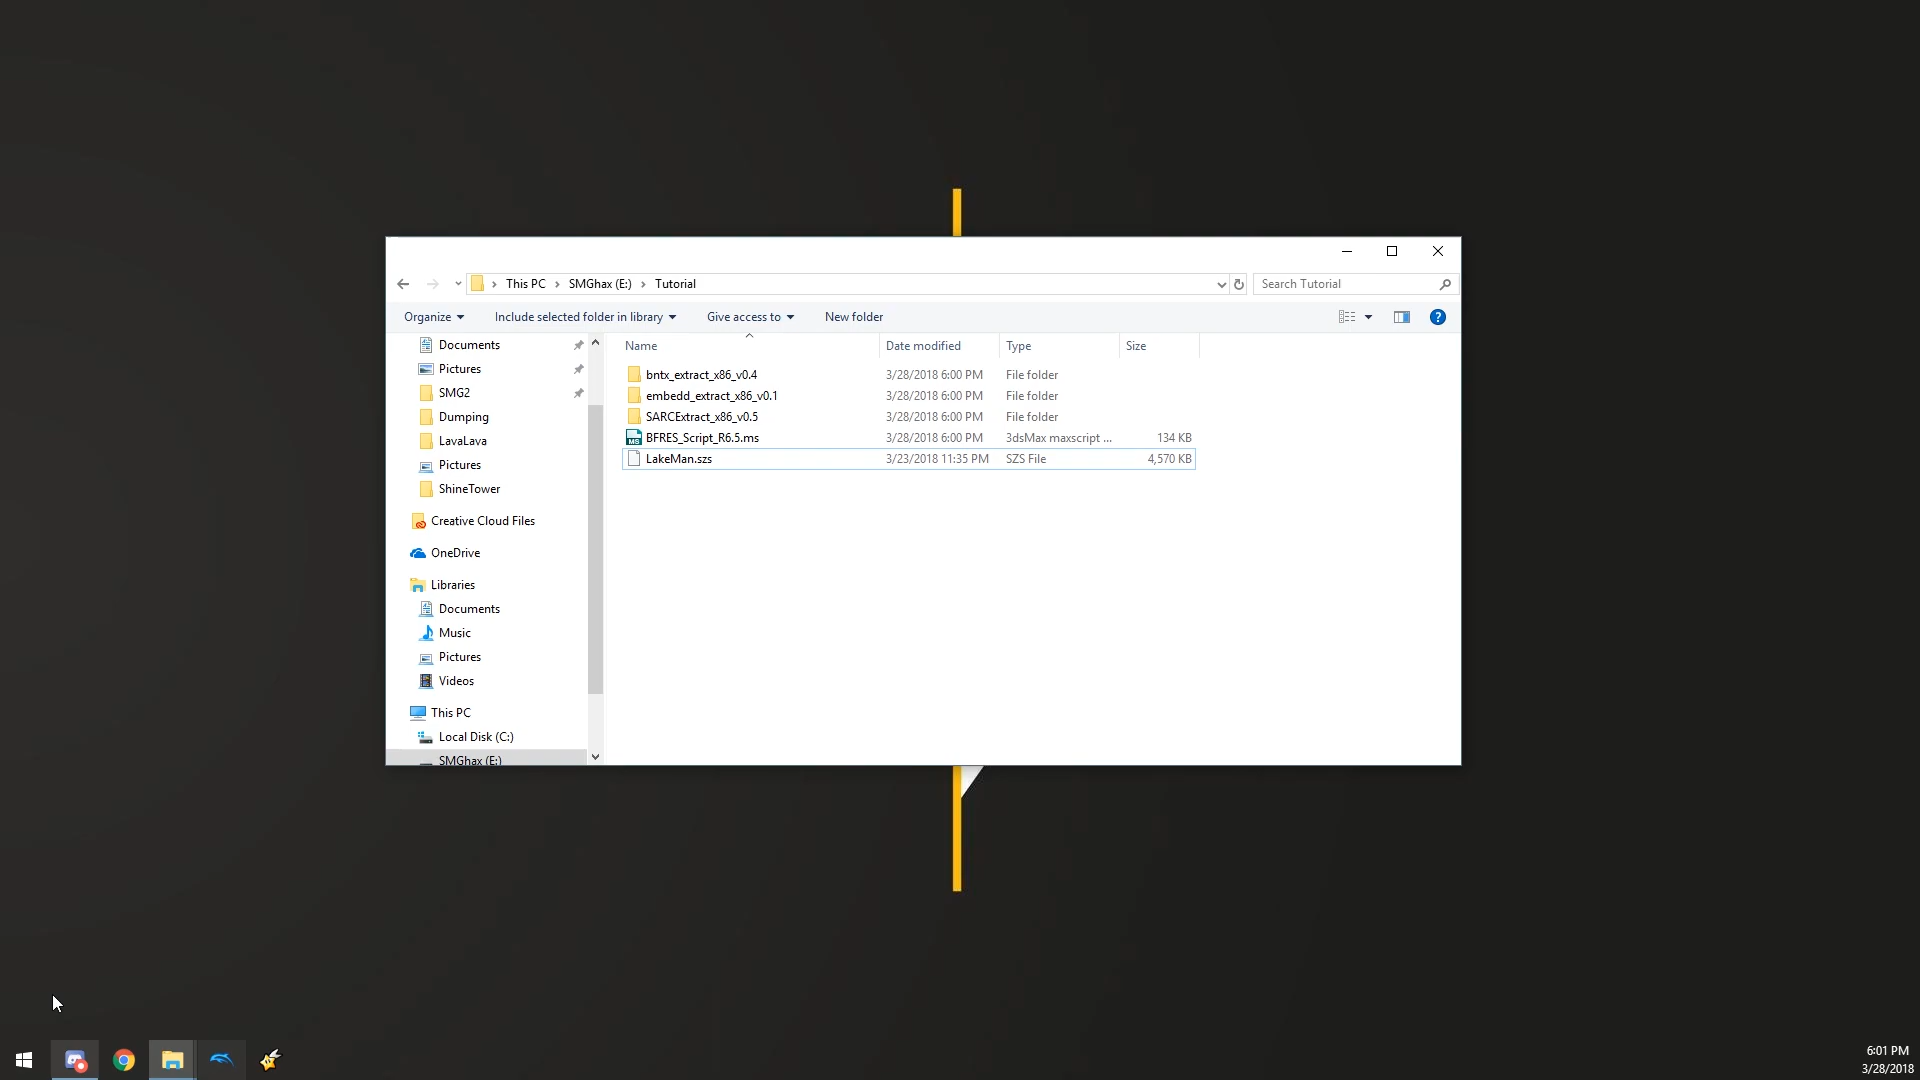 This PC
SMGhax (E:)
Tutorial
Search Tutorial
Organize
Include selected folder in library
Give access to
New folder
Documents
Pictures
SMG2
Dumping
LavaLava
Pictures
ShineTower
Creative Cloud Files
OneDrive
Libraries
Documents
Music
Pictures
Videos
This PC
Local Disk (C:)
SMGhax (E:)
Name Date modified Type Size
bntx_extract_x86_v0.4 3/28/2018 6:00 PM File folder
embedd_extract_x86_v0.1 3/28/2018 6:00 PM File folder
SARCExtract_x86_v0.5 3/28/2018 6:00 PM File folder
BFRES_Script_R6.5.ms 3/28/2018 6:00 PM 3dsMax maxscript ... 134 KB
LakeMan.szs 3/23/2018 11:35 PM SZS File 4,570 KB
6:01 PM
3/28/2018